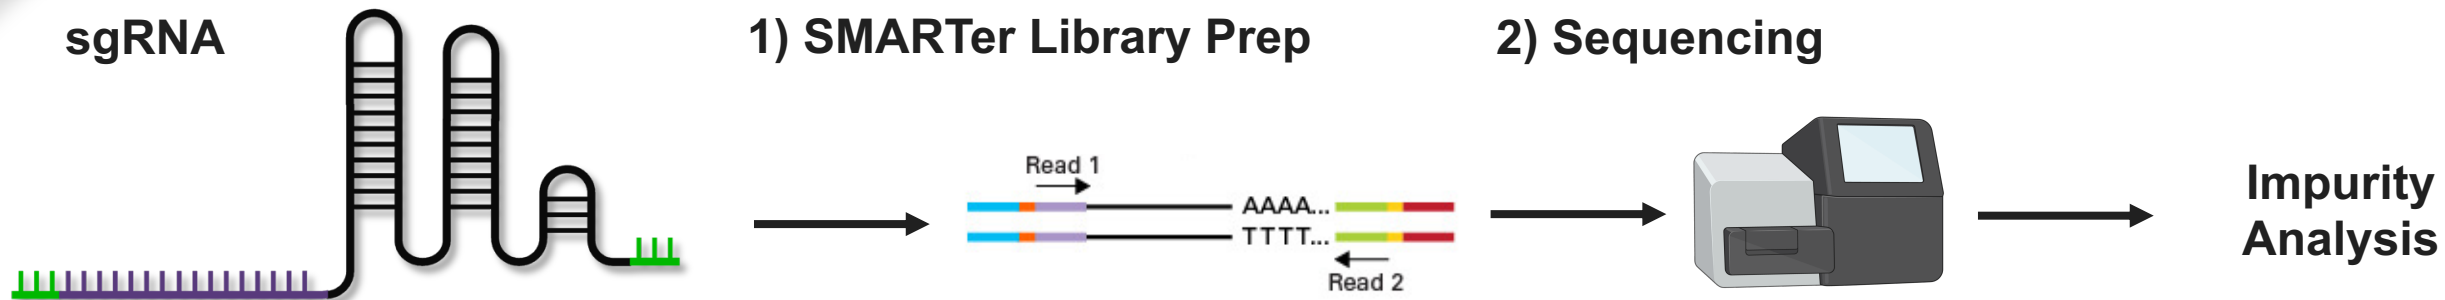 sgRNA
1) SMARTer Library Prep
2) Sequencing
Read 1
AAAA...
TTTT...
Read 2
Impurity
Analysis